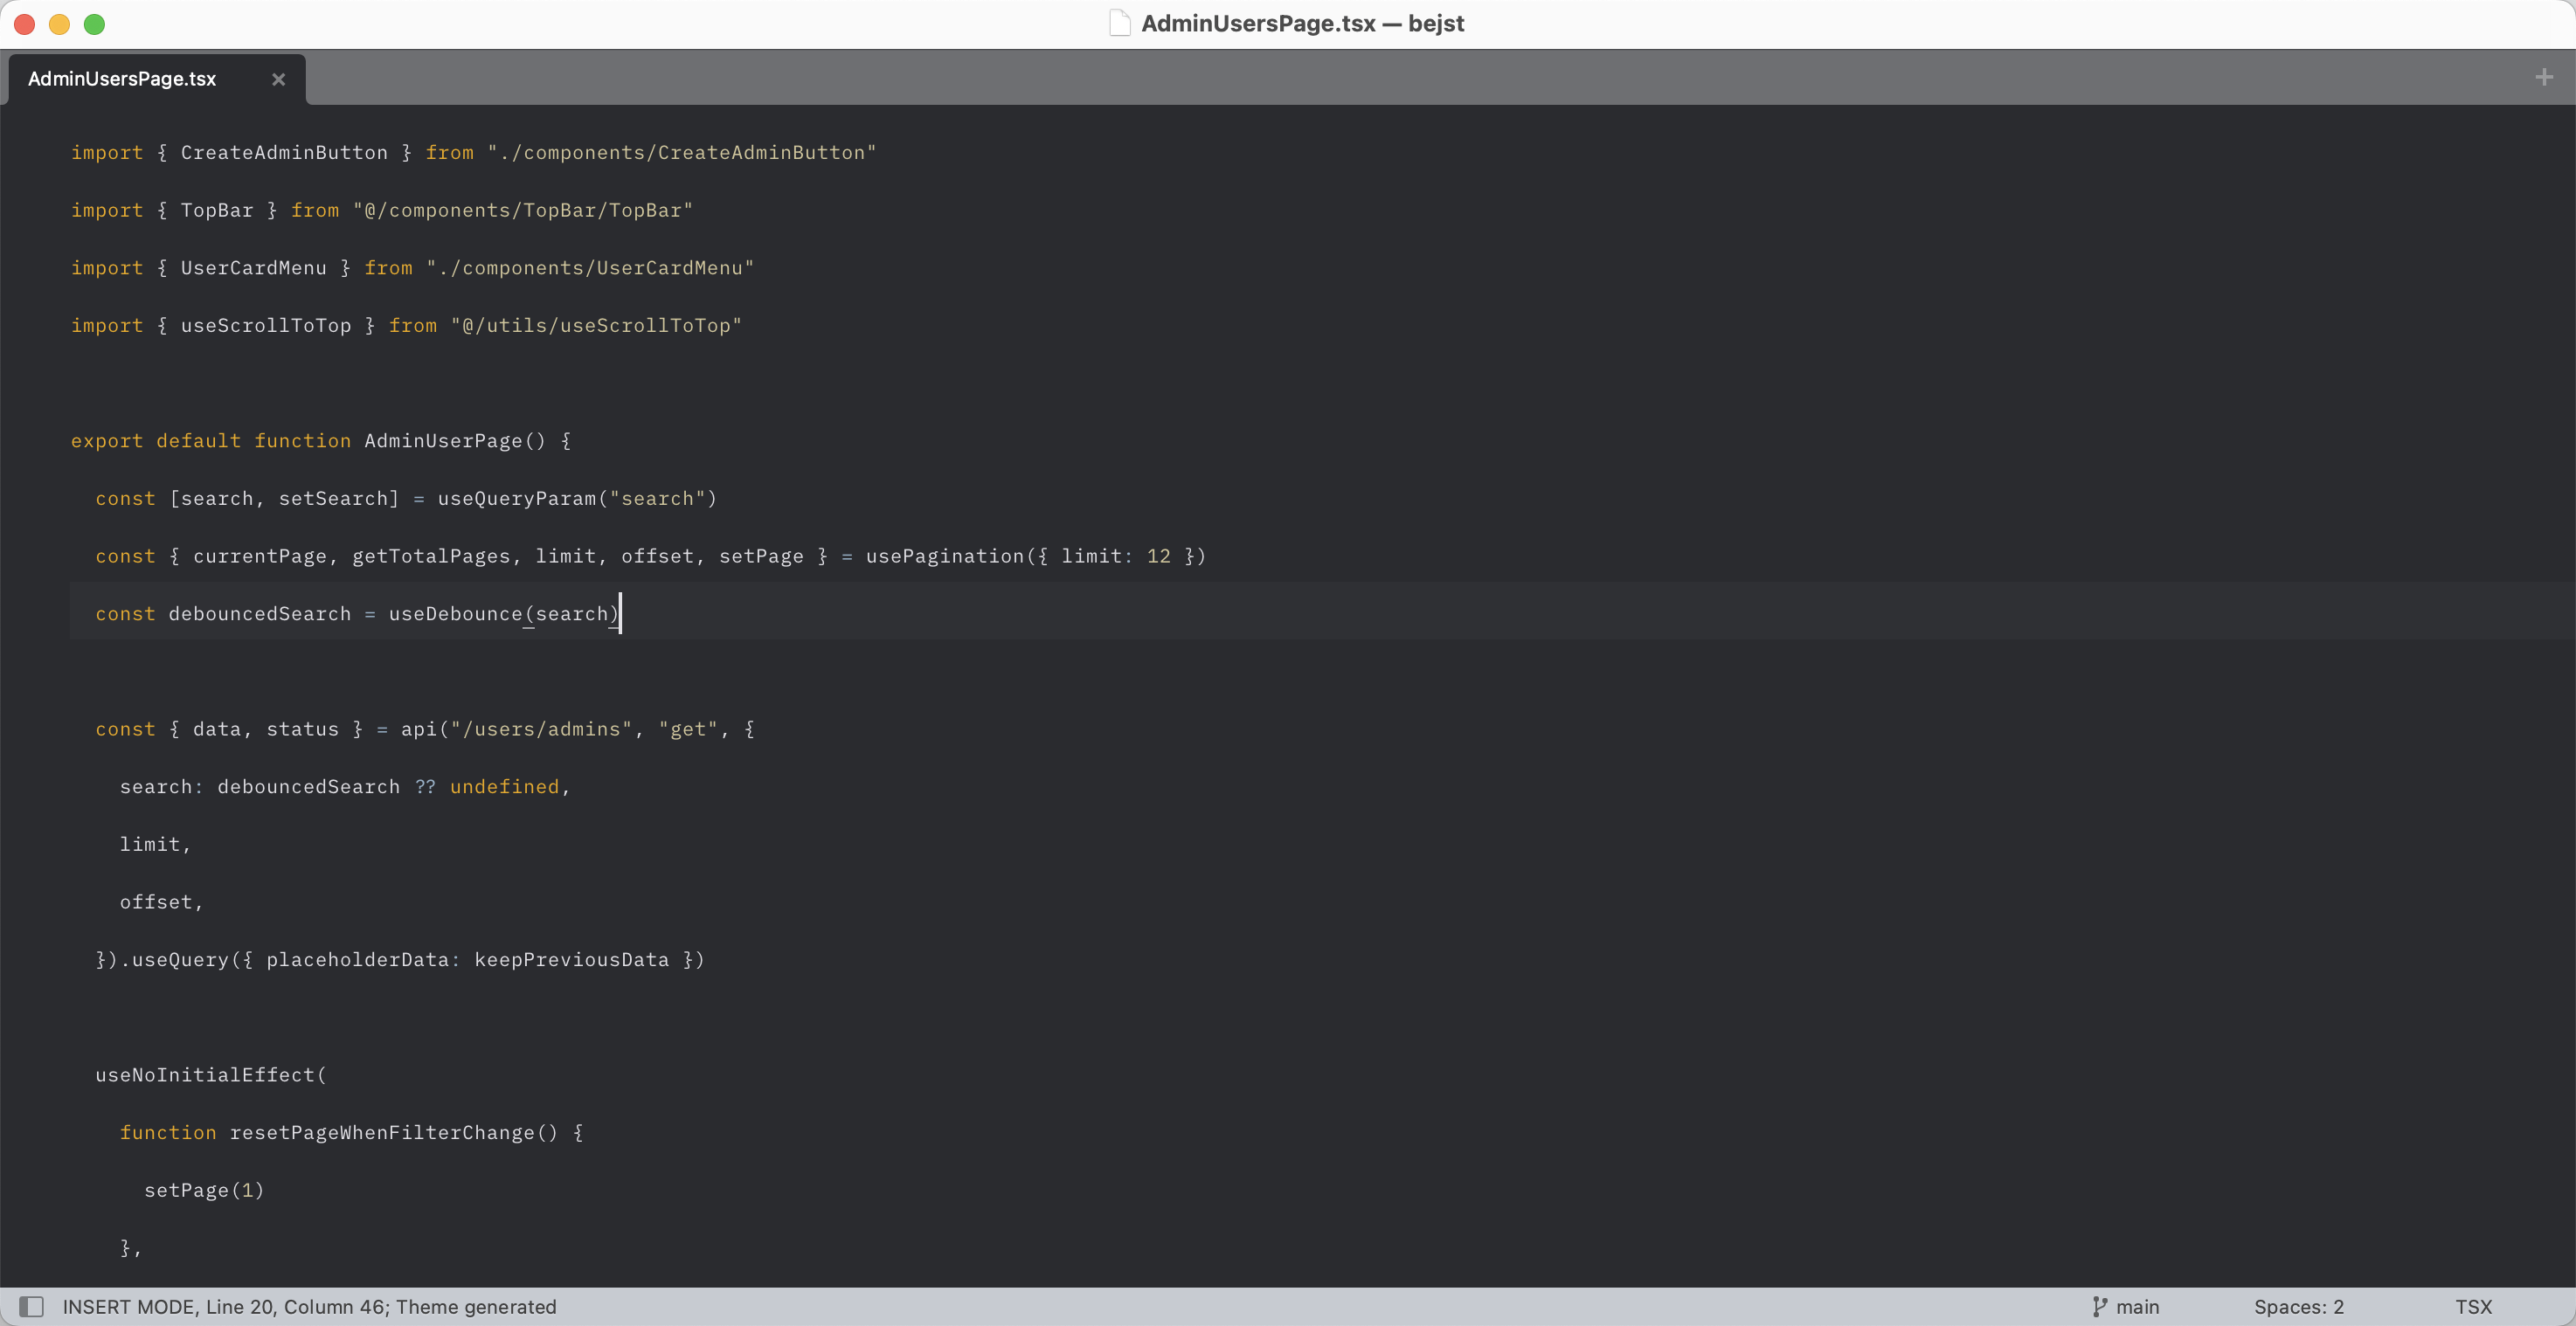 AdminUsersPage.tsx — bejst
AdminUsersPage.tsx
import { CreateAdminButton } from "./components/CreateAdminButton"
import { TopBar } from "@/components/TopBar/TopBar"
import { UserCardMenu } from "./components/UserCardMenu"
import { useScrollToTop } from "@/utils/useScrollToTop"
export default function AdminUserPage() {
  const [search, setSearch] = useQueryParam("search")
  const { currentPage, getTotalPages, limit, offset, setPage } = usePagination({ limit: 12 })
  const debouncedSearch = useDebounce(search)
  const { data, status } = api("/users/admins", "get", {
    search: debouncedSearch ?? undefined,
    limit,
    offset,
  }).useQuery({ placeholderData: keepPreviousData })
  useNoInitialEffect(
    function resetPageWhenFilterChange() {
      setPage(1)
    },
INSERT MODE, Line 20, Column 46; Theme generated
main
Spaces: 2
TSX